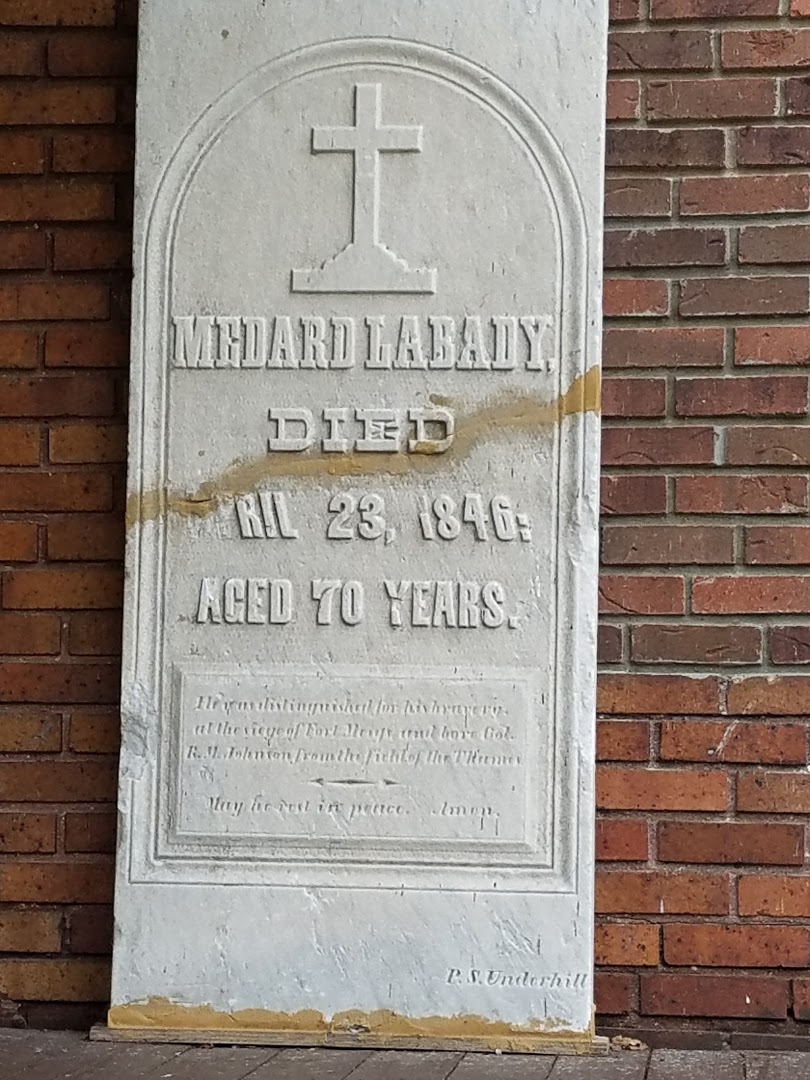 MEDARD LABADY,
DIED
RIL 23, 1846:
AGED 70 YEARS.
He was distinguished for his bravery
at the siege of Fort Meigs and bore Col.
R. M. Johnson from the field of the Thames
May he rest in peace. Amen.
P. S. Underhill